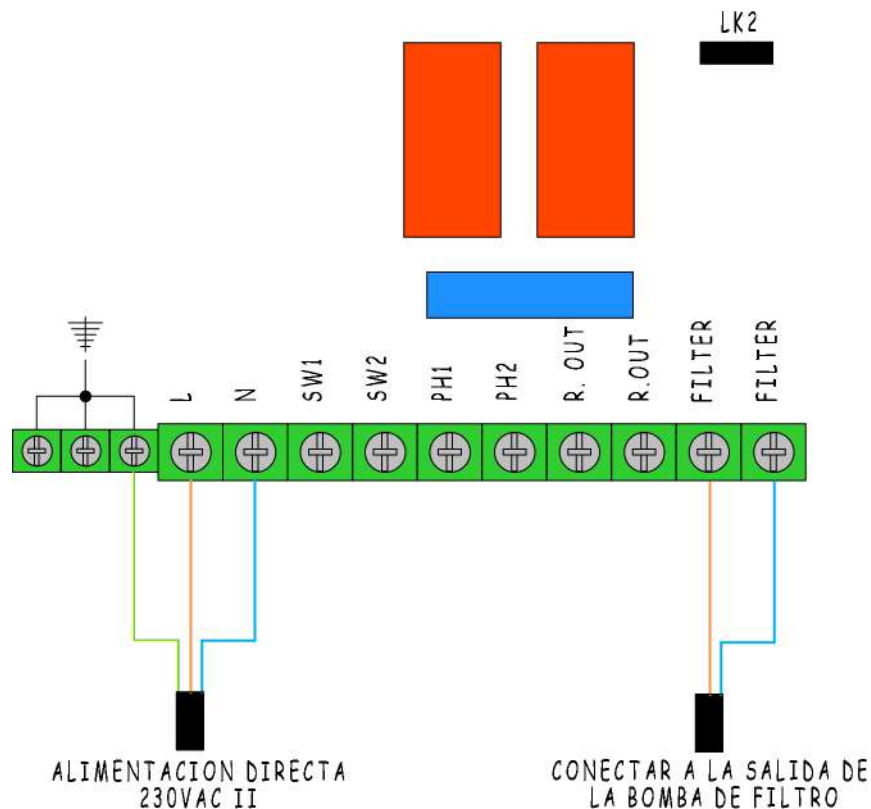 LK2
L
N
SW1
SW2
PH1
PH2
R. OUT
R.OUT
FILTER
FILTER
ALIMENTACION DIRECTA
230VAC II
CONECTAR A LA SALIDA DE
LA BOMBA DE FILTRO